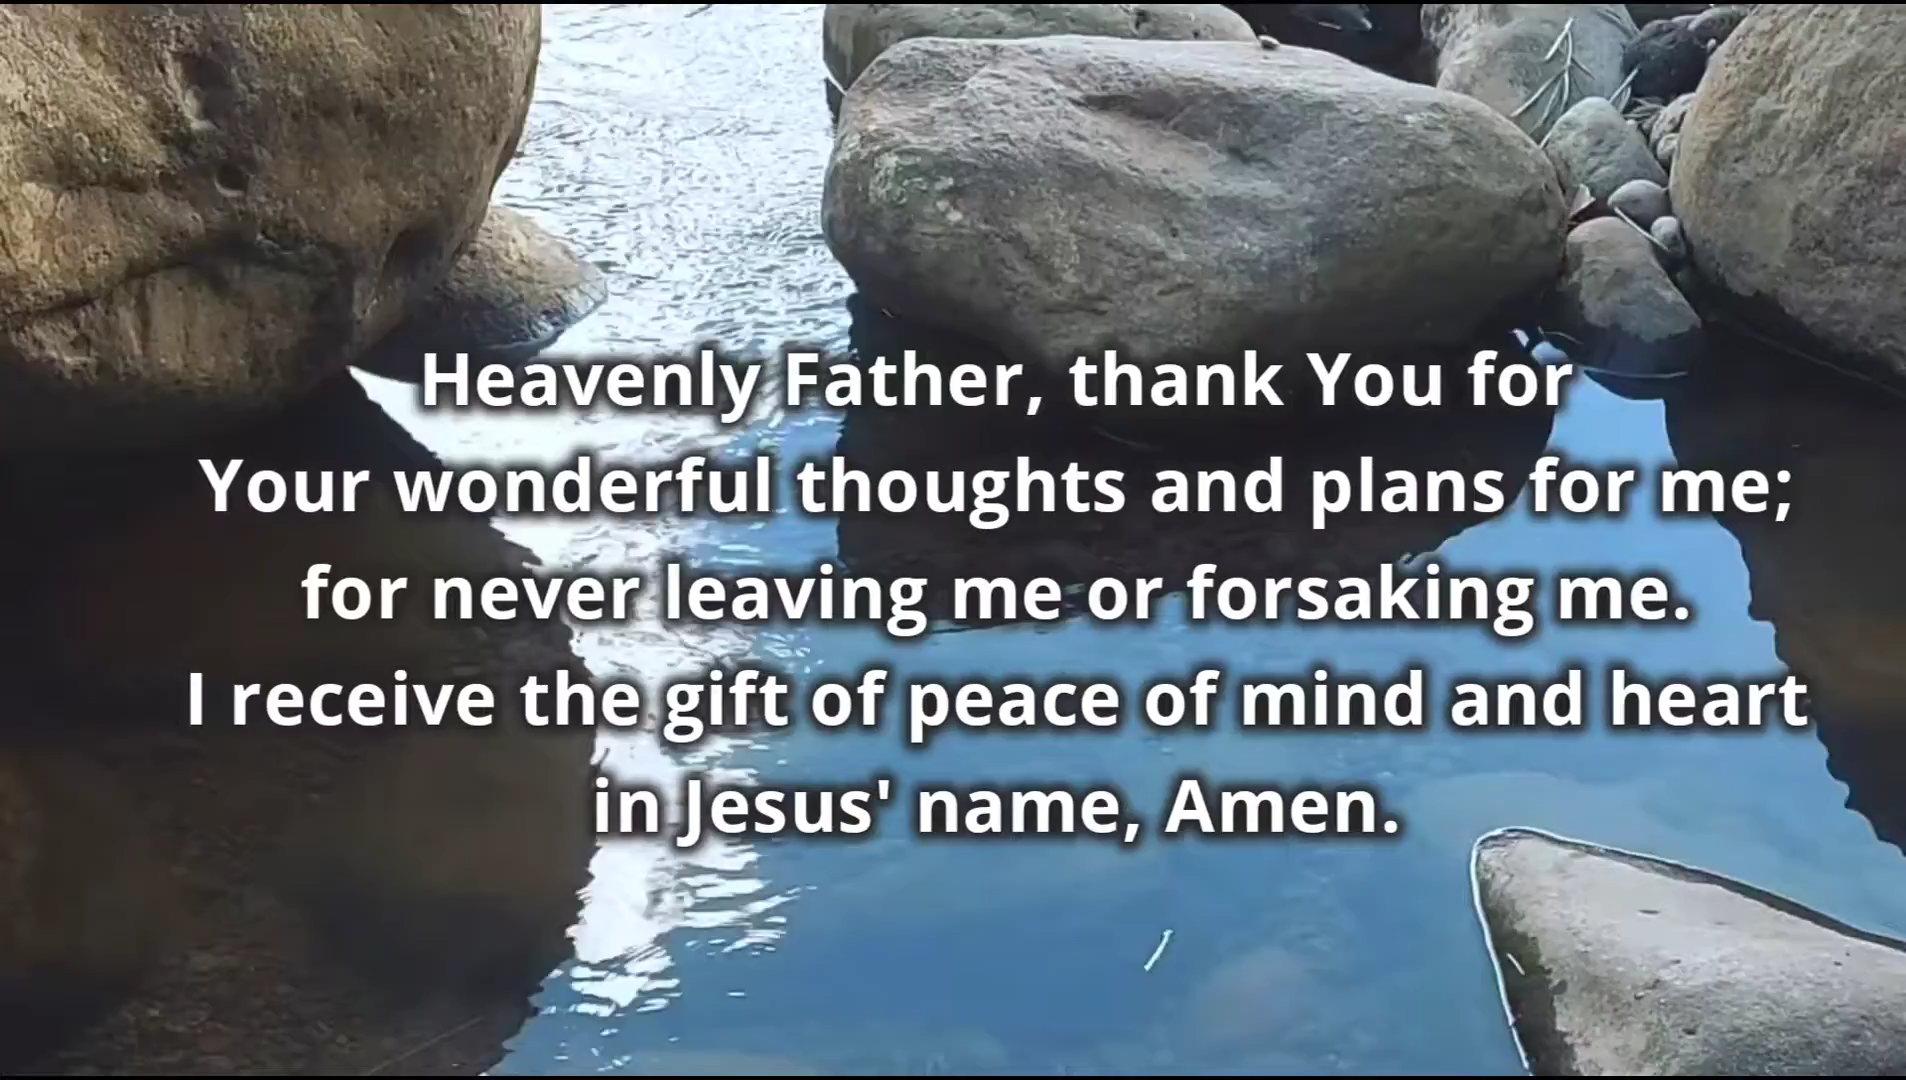 Heavenly Father, thank You for
Your wonderful thoughts and plans for me;
for never leaving me or forsaking me.
I receive the gift of peace of mind and heart
in Jesus' name, Amen.